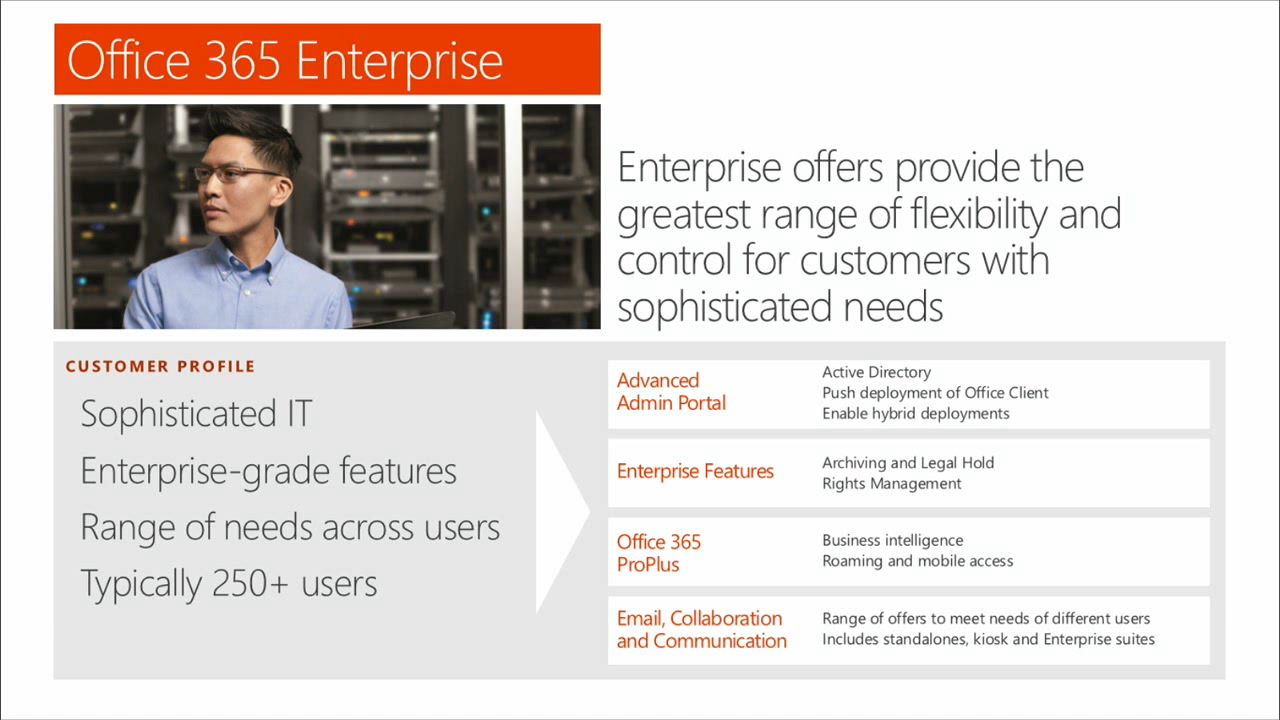 Office 365 Enterprise
Enterprise offers provide the
greatest range of flexibility and
control for customers with
sophisticated needs
CUSTOMER PROFILE
Sophisticated IT
Enterprise-grade features
Range of needs across users
Typically 250+ users
Advanced
Admin Portal
Active Directory
Push deployment of Office Client
Enable hybrid deployments
Enterprise Features
Archiving and Legal Hold
Rights Management
Office 365
ProPlus
Business intelligence
Roaming and mobile access
Email, Collaboration
and Communication
Range of offers to meet needs of different users
Includes standalones, kiosk and Enterprise suites